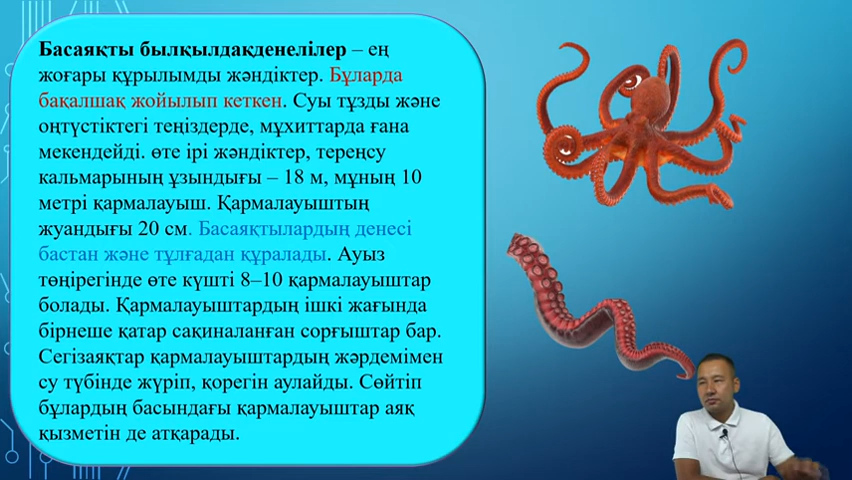 Басаяқты былқылдақденелілер – ең
жоғары құрылымды жәндіктер. Бұларда
бақалшақ жойылып кеткен. Суы тұзды және
оңтүстіктегі теңіздерде, мұхиттарда ғана
мекендейді. өте ірі жәндіктер, тереңсу
кальмарының ұзындығы – 18 м, мұның 10
метрі қармалауыш. Қармалауыштың
жуандығы 20 см. Басаяқтылардың денесі
бастан және тұлғадан құралады. Ауыз
төңірегінде өте күшті 8–10 қармалауыштар
болады. Қармалауыштардың ішкі жағында
бірнеше қатар сақиналанған сорғыштар бар.
Сегізаяқтар қармалауыштардың жәрдемімен
су түбінде жүріп, қорегін аулайды. Сөйтіп
бұлардың басындағы қармалауыштар аяқ
қызметін де атқарады.